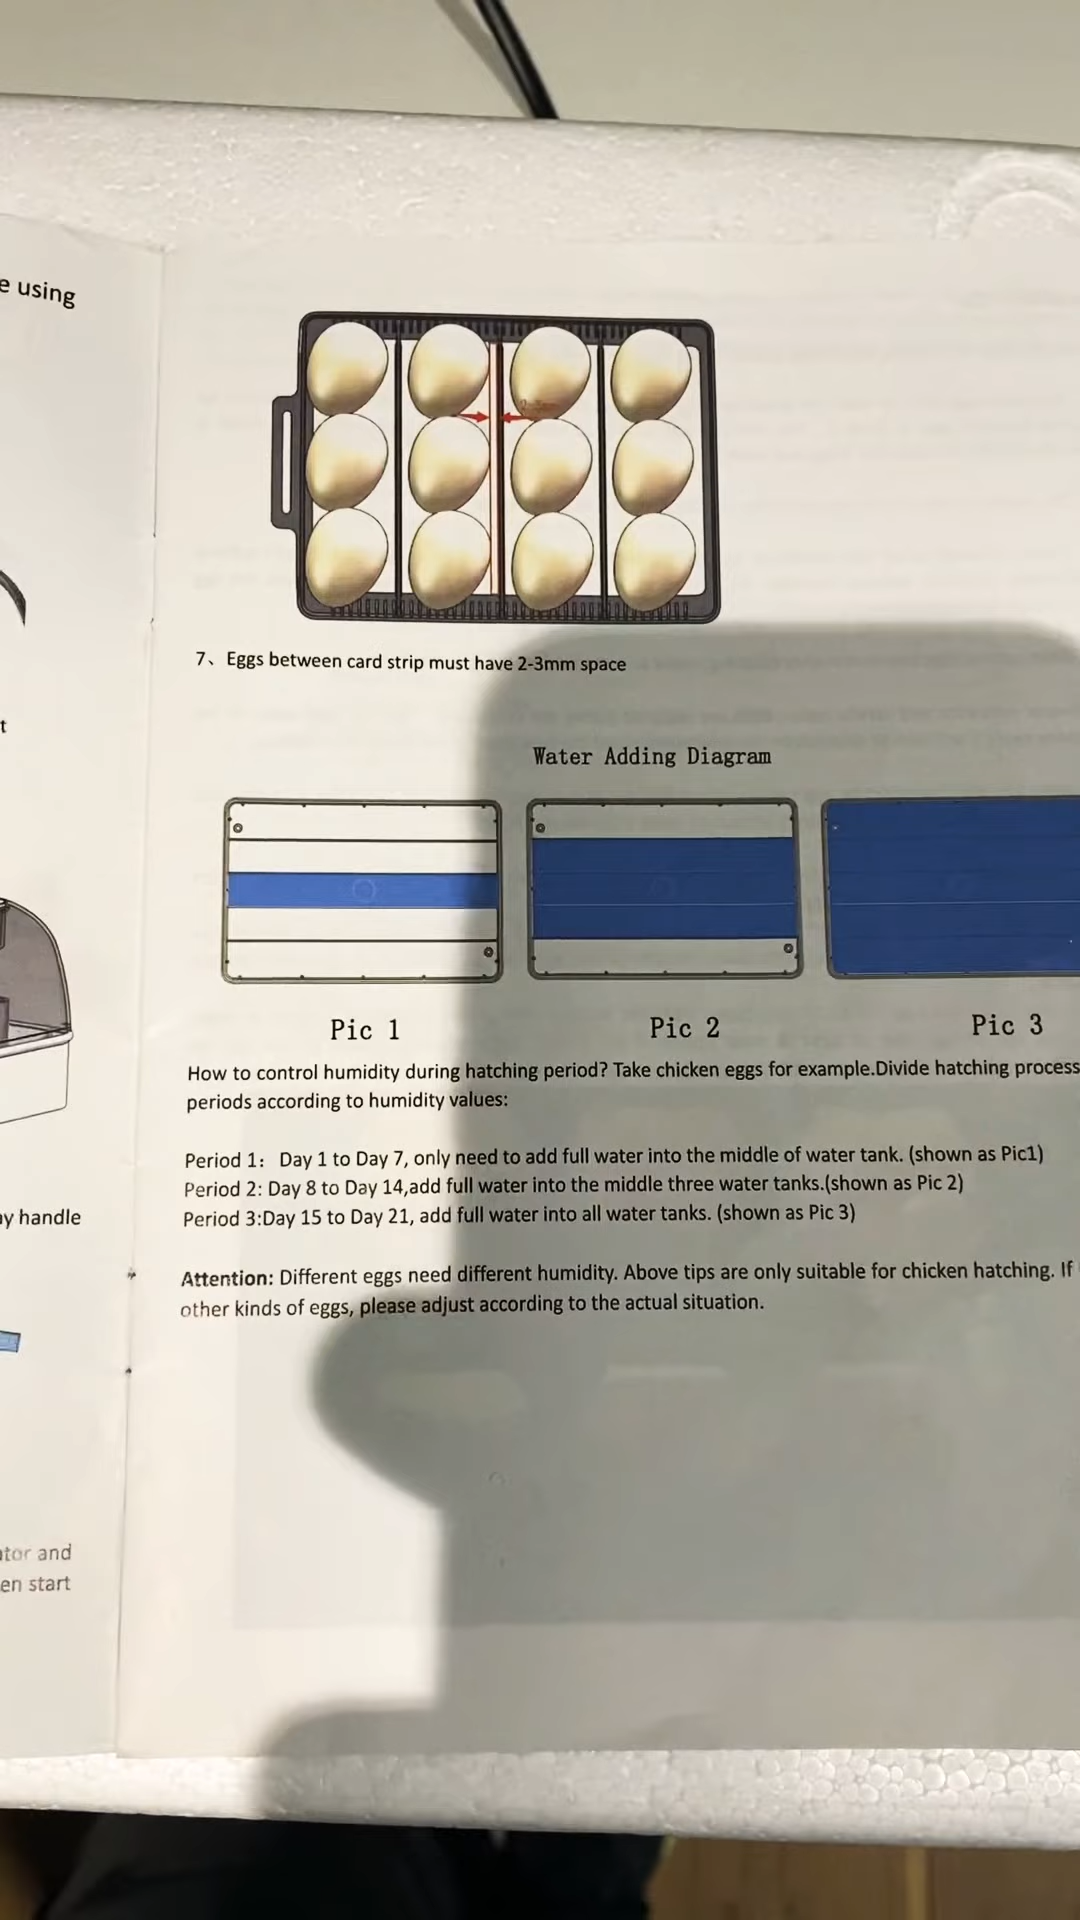 e using
t
ay handle
ator and
en start
7、Eggs between card strip must have 2-3mm space
Water Adding Diagram
Pic 1
Pic 2
Pic 3
How to control humidity during hatching period? Take chicken eggs for example.Divide hatching process
periods according to humidity values:
Period 1: Day 1 to Day 7, only need to add full water into the middle of water tank. (shown as Pic1)
Period 2: Day 8 to Day 14,add full water into the middle three water tanks.(shown as Pic 2)
Period 3:Day 15 to Day 21, add full water into all water tanks. (shown as Pic 3)
Attention: Different eggs need different humidity. Above tips are only suitable for chicken hatching. If
other kinds of eggs, please adjust according to the actual situation.